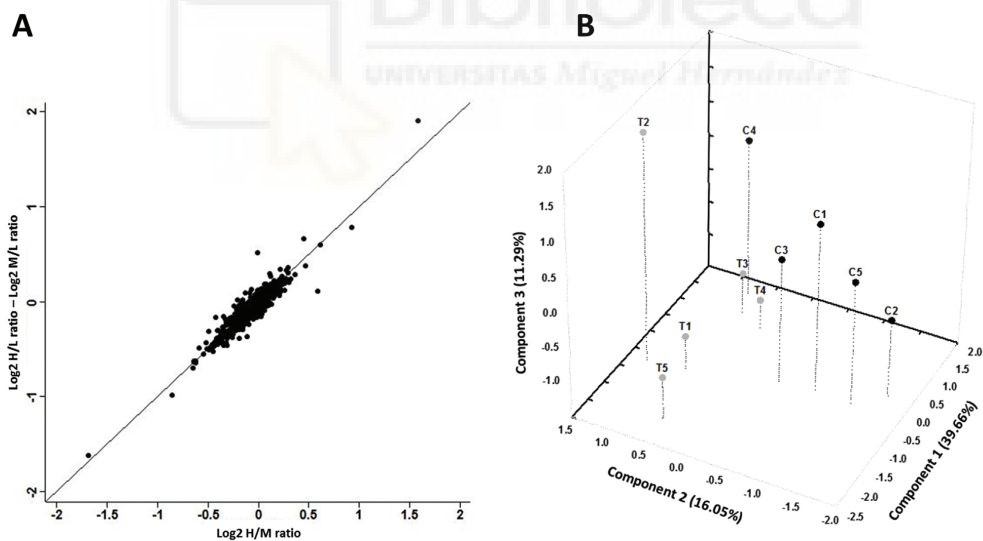 Biblioteca
UNIVERSITAS Miguel Hernández
A
B
2
1
0
-1
-2
Log2 H/L ratio – Log2 M/L ratio
-2
-1.5
-1
-0.5
0
0.5
1
1.5
2
Log2 H/M ratio
T2
C4
C1
C3
T3
C5
T4
C2
T1
T5
2.0
1.5
1.0
0.5
0.0
-0.5
-1.0
Component 3 (11.29%)
1.5
1.0
0.5
0.0
-0.5
-1.0
-1.5
-2.0
Component 2 (16.05%)
2.0
1.5
1.0
0.5
0.0
-0.5
-1.0
-1.5
-2.0
-2.5
Component 1 (39.66%)